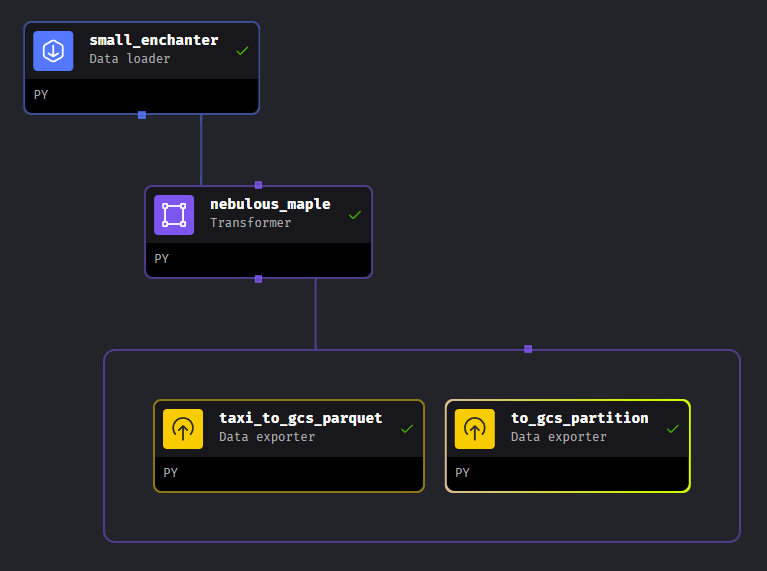 small_enchanter
Data loader
PY
nebulous_maple
Transformer
PY
taxi_to_gcs_parquet
Data exporter
PY
to_gcs_partition
Data exporter
PY